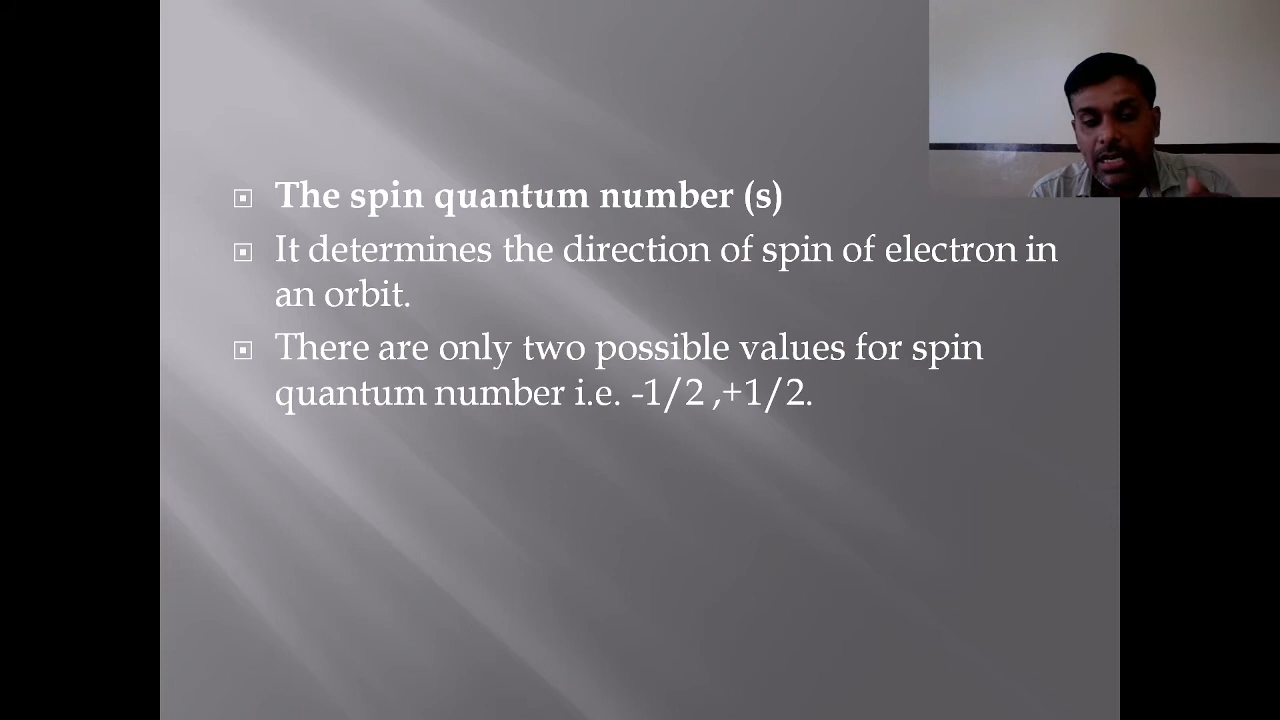 The spin quantum number (s)
It determines the direction of spin of electron in
an orbit.
There are only two possible values for spin
quantum number i.e. -1/2 ,+1/2.